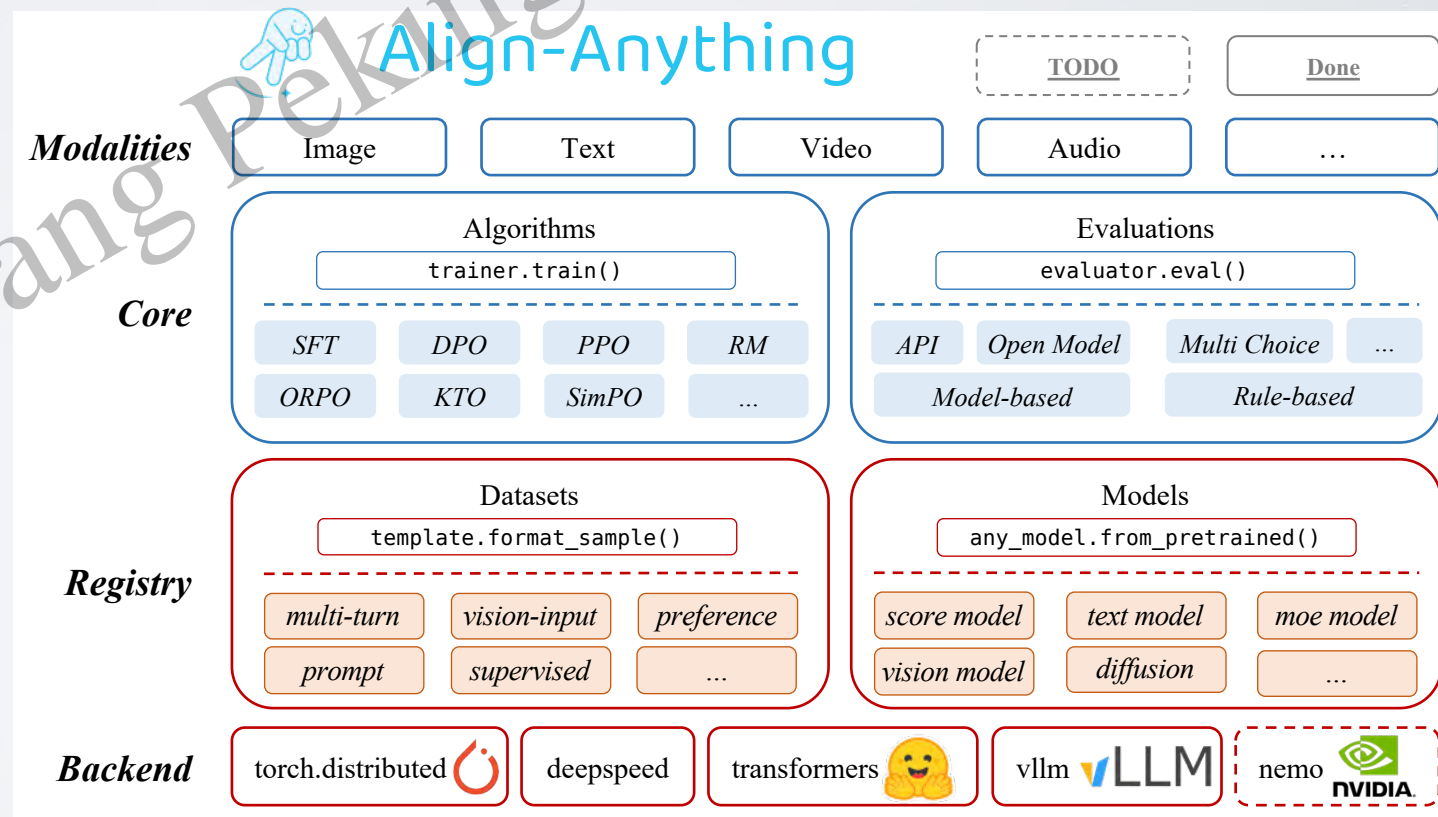 Align-Anything
TODO
Done
Modalities
Image
Text
Video
Audio
…
Core
Algorithms
trainer.train()
SFT
DPO
PPO
RM
ORPO
KTO
SimPO
...
Evaluations
evaluator.eval()
API
Open Model
Multi Choice
...
Model-based
Rule-based
Registry
Datasets
template.format_sample()
multi-turn
vision-input
preference
prompt
supervised
...
Models
any_model.from_pretrained()
score model
text model
moe model
vision model
diffusion
...
Backend
torch.distributed
deepspeed
transformers
vllm
vLLM
nemo
NVIDIA.
ang Peking